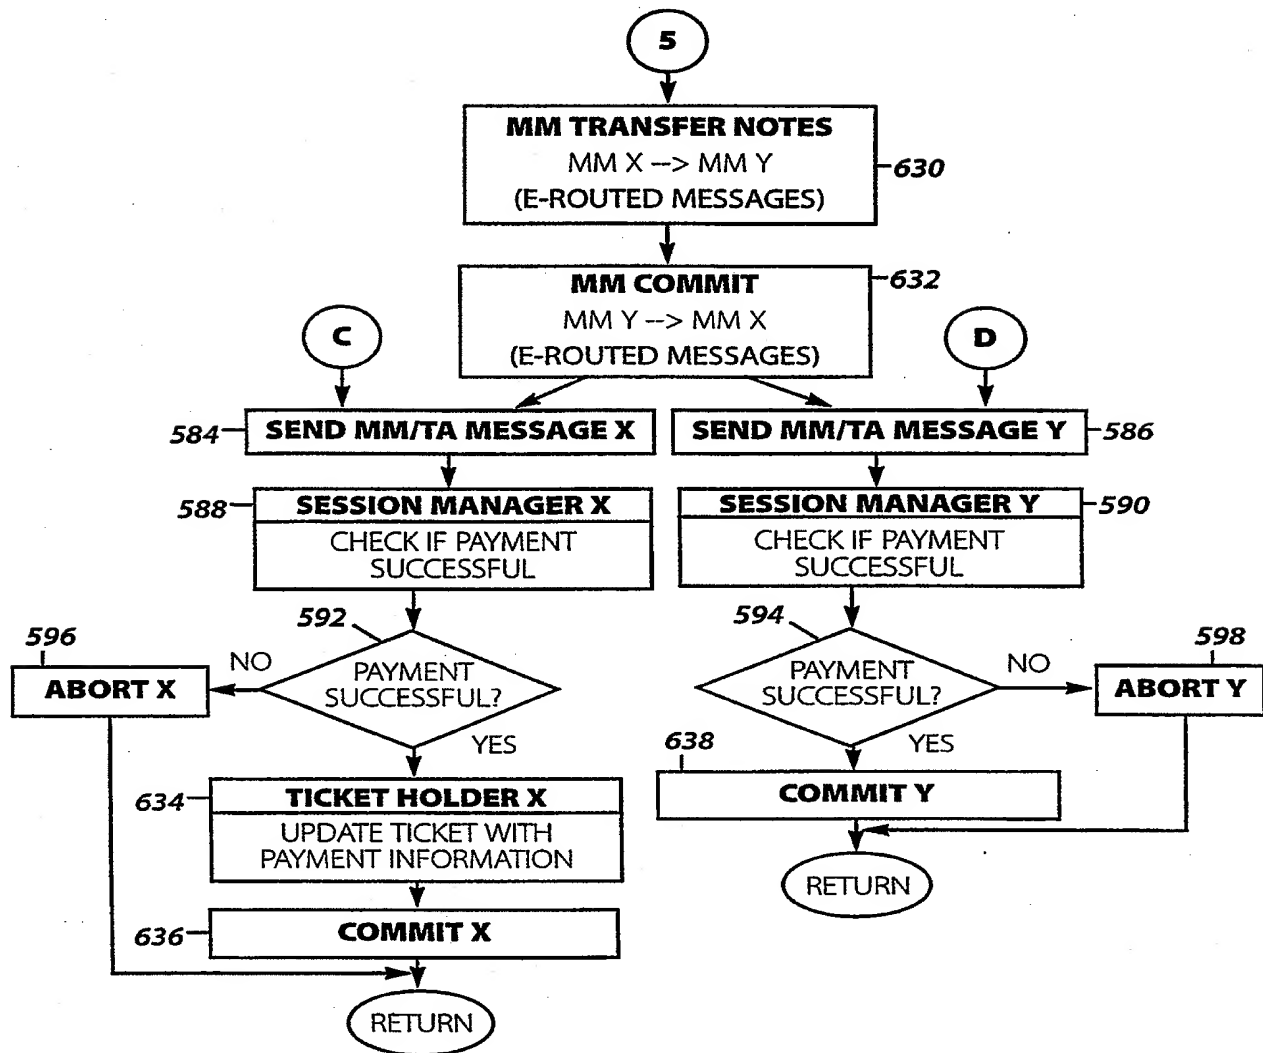 5
MM TRANSFER NOTES
MM X --> MM Y
(E-ROUTED MESSAGES)
630
MM COMMIT
MM Y --> MM X
(E-ROUTED MESSAGES)
632
C
D
584
SEND MM/TA MESSAGE X
SEND MM/TA MESSAGE Y
586
588
SESSION MANAGER X
CHECK IF PAYMENT
SUCCESSFUL
SESSION MANAGER Y
590
CHECK IF PAYMENT
SUCCESSFUL
592
594
596
598
NO
PAYMENT
SUCCESSFUL?
PAYMENT
SUCCESSFUL?
NO
ABORT X
ABORT Y
YES
YES
638
634
TICKET HOLDER X
UPDATE TICKET WITH
PAYMENT INFORMATION
COMMIT Y
RETURN
636
COMMIT X
RETURN